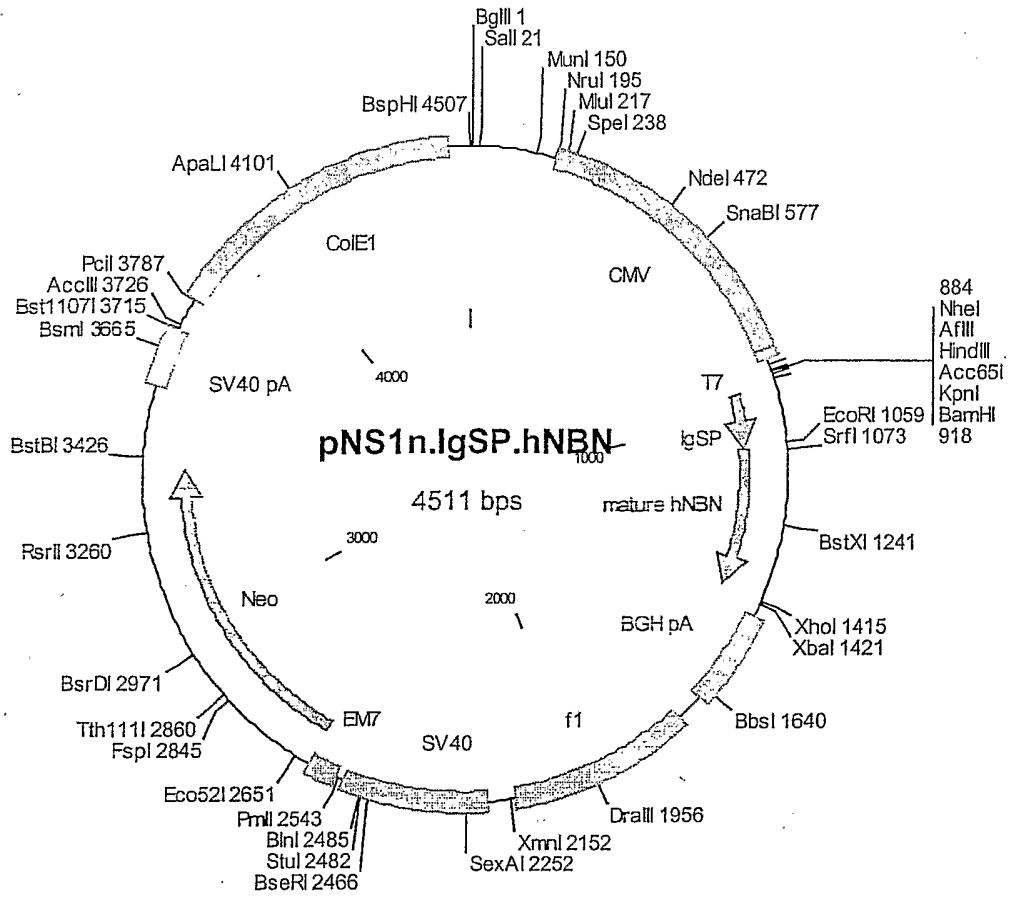 BglII 1
SalI 21
MunI 150
NruI 195
MluI 217
SpeI 238
BspHI 4507
ApaLI 4101
NdeI 472
SnaBI 577
ColE1
CMV
PciI 3787
AccIII 3726
Bst1107I 3715
BsmI 3665
884
NheI
AflII
HindIII
Acc65I
KpnI
BamHI
918
4000
SV40 pA
T7
EcoRI 1059
SrfI 1073
IgSP
BstBI 3426
pNS1n.IgSP.hNBN
1000
4511 bps
mature hNBN
BstXI 1241
RsrII 3260
3000
Neo
2000
BGH pA
XhoI 1415
XbaI 1421
BsrDI 2971
Tth111I 2860
FspI 2845
EM7
SV40
f1
BbsI 1640
Eco52I 2651
PmlI 2543
BlnI 2485
StuI 2482
BseRI 2466
DraIII 1956
XmnI 2152
SexAI 2252